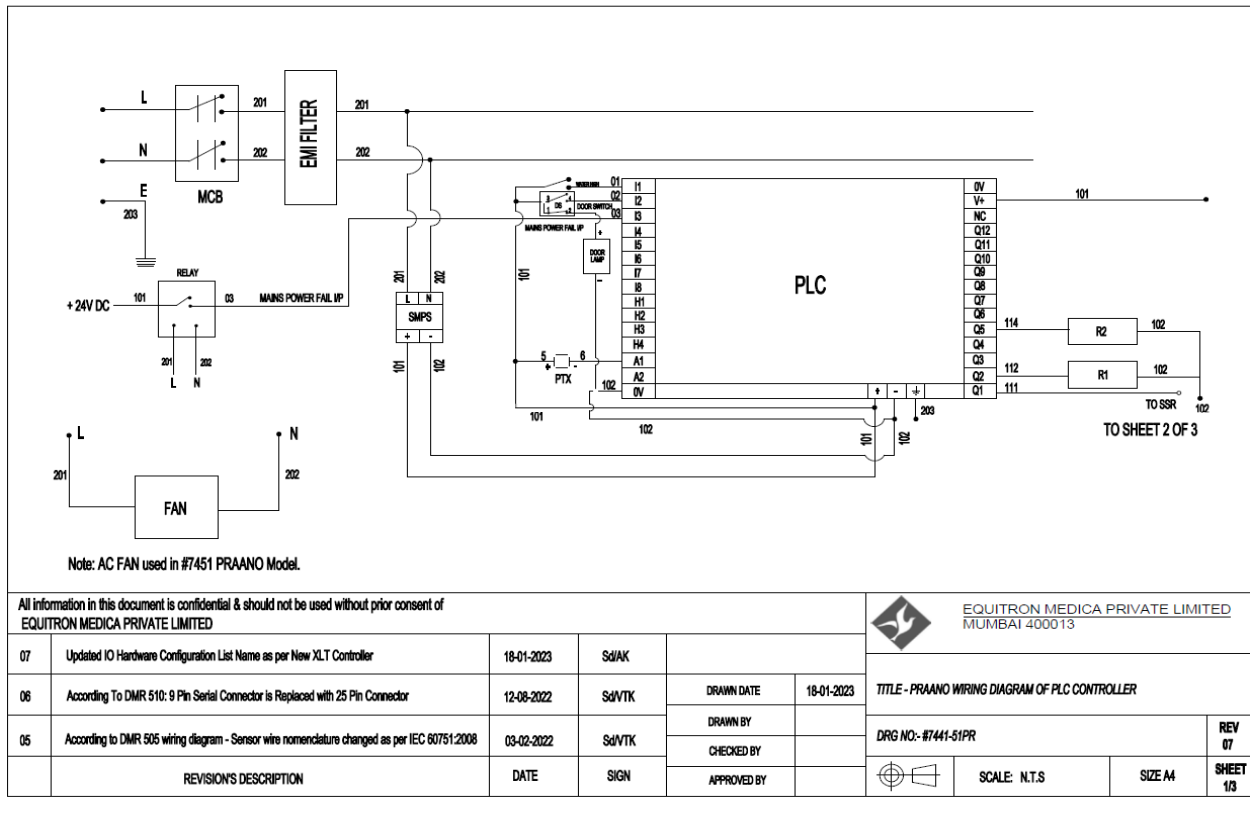 L
201
EMI FILTER
201
N
202
202
MCB
E
203
RELAY
+ 24V DC
101
03
MAINS POWER FAIL I/P
201
202
L
N
L
N
201
202
FAN
Note: AC FAN used in #7451 PRAANO Model.
201
202
L
N
SMPS
+
-
101
102
WATER HIGH
01
02
03
3
4
DS
1
2
DOOR SWITCH
MAINS POWER FAIL I/P
+
DOOR
LAMP
-
101
5
6
+
-
PTX
102
101
102
I1
I2
I3
I4
I5
I6
I7
I8
H1
H2
H3
H4
A1
A2
0V
PLC
+
-
203
101
102
0V
V+
NC
Q12
Q11
Q10
Q9
Q8
Q7
Q6
Q5
Q4
Q3
Q2
Q1
101
114
R2
102
112
R1
102
111
TO SSR
102
TO SHEET 2 OF 3
All information in this document is confidential & should not be used without prior consent of
EQUITRON MEDICA PRIVATE LIMITED
07
Updated IO Hardware Configuration List Name as per New XLT Controller
18-01-2023
Sd/AK
06
According To DMR 510: 9 Pin Serial Connector is Replaced with 25 Pin Connector
12-08-2022
Sd/VTK
05
According to DMR 505 wiring diagram - Sensor wire nomenclature changed as per IEC 60751:2008
03-02-2022
Sd/VTK
REVISION'S DESCRIPTION
DATE
SIGN
DRAWN DATE
18-01-2023
DRAWN BY
CHECKED BY
APPROVED BY
EQUITRON MEDICA PRIVATE LIMITED
MUMBAI 400013
TITLE - PRAANO WIRING DIAGRAM OF PLC CONTROLLER
DRG NO:- #7441-51PR
REV
07
SCALE: N.T.S
SIZE A4
SHEET
1/3